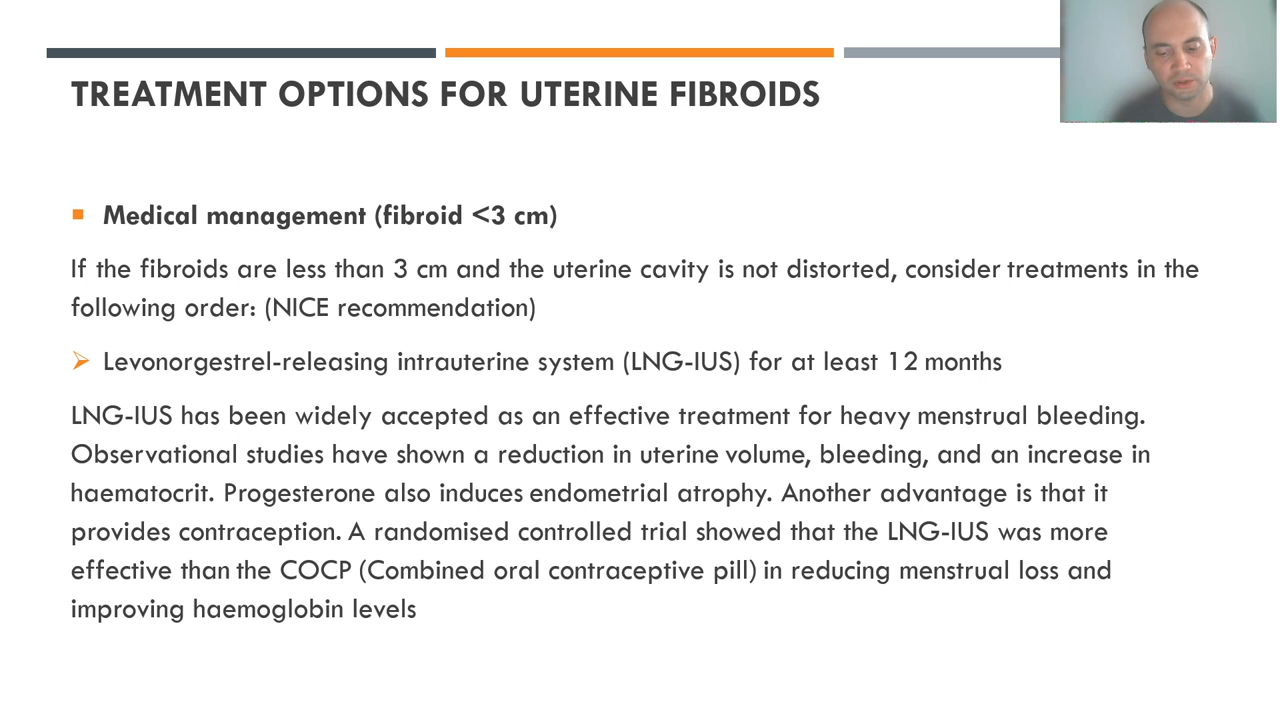 TREATMENT OPTIONS FOR UTERINE FIBROIDS
Medical management (fibroid <3 cm)
If the fibroids are less than 3 cm and the uterine cavity is not distorted, consider treatments in the
following order: (NICE recommendation)
Levonorgestrel-releasing intrauterine system (LNG-IUS) for at least 12 months
LNG-IUS has been widely accepted as an effective treatment for heavy menstrual bleeding.
Observational studies have shown a reduction in uterine volume, bleeding, and an increase in
haematocrit. Progesterone also induces endometrial atrophy. Another advantage is that it
provides contraception. A randomised controlled trial showed that the LNG-IUS was more
effective than the COCP (Combined oral contraceptive pill) in reducing menstrual loss and
improving haemoglobin levels